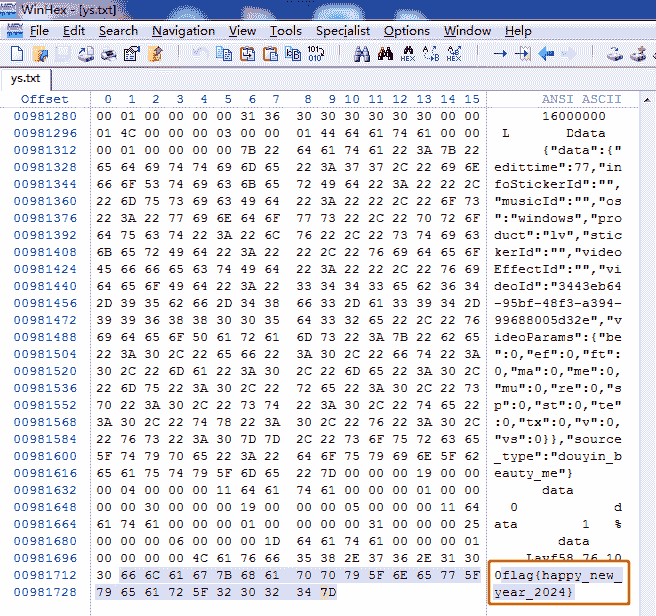 WinHex - [ys.txt]
File Edit Search Navigation View Tools Specialist Options Window Help
ys.txt
Offset 0 1 2 3 4 5 6 7 8 9 10 11 12 13 14 15 ANSI ASCII
00981280 00 01 00 00 00 00 31 36 30 30 30 30 30 30 00 00 16000000
00981296 01 4C 00 00 00 03 00 00 01 44 64 61 74 61 00 00 L Ddata
00981312 00 01 00 00 00 00 7B 22 64 61 74 61 22 3A 7B 22 {"data":{"
00981328 65 64 69 74 74 69 6D 65 22 3A 37 37 2C 22 69 6E edittime":77,"in
00981344 66 6F 53 74 69 63 6B 65 72 49 64 22 3A 22 22 2C foStickerId":"",
00981360 22 6D 75 73 69 63 49 64 22 3A 22 22 2C 22 6F 73 "musicId":"","os
00981376 22 3A 22 77 69 6E 64 6F 77 73 22 2C 22 70 72 6F ":"windows","pro
00981392 64 75 63 74 22 3A 22 6C 76 22 2C 22 73 74 69 63 duct":"lv","stic
00981408 6B 65 72 49 64 22 3A 22 22 2C 22 76 69 64 65 6F kerId":"","video
00981424 45 66 66 65 63 74 49 64 22 3A 22 22 2C 22 76 69 EffectId":"","vi
00981440 64 65 6F 49 64 22 3A 22 33 34 34 33 65 62 36 34 deoId":"3443eb64
00981456 2D 39 35 62 66 2D 34 38 66 33 2D 61 33 39 34 2D -95bf-48f3-a394-
00981472 39 39 36 38 38 30 30 35 64 33 32 65 22 2C 22 76 99688005d32e","v
00981488 69 64 65 6F 50 61 72 61 6D 73 22 3A 7B 22 62 65 ideoParams":{"be
00981504 22 3A 30 2C 22 65 66 22 3A 30 2C 22 66 74 22 3A ":0,"ef":0,"ft":
00981520 30 2C 22 6D 61 22 3A 30 2C 22 6D 65 22 3A 30 2C 0,"ma":0,"me":0,
00981536 22 6D 75 22 3A 30 2C 22 72 65 22 3A 30 2C 22 73 "mu":0,"re":0,"s
00981552 70 22 3A 30 2C 22 73 74 22 3A 30 2C 22 74 65 22 p":0,"st":0,"te"
00981568 3A 30 2C 22 74 78 22 3A 30 2C 22 76 22 3A 30 2C :0,"tx":0,"v":0,
00981584 22 76 73 22 3A 30 7D 7D 2C 22 73 6F 75 72 63 65 "vs":0}},"source
00981600 5F 74 79 70 65 22 3A 22 64 6F 75 79 69 6E 5F 62 _type":"douyin_b
00981616 65 61 75 74 79 5F 6D 65 22 7D 00 00 00 19 00 00 eauty_me"}
00981632 00 04 00 00 00 11 64 61 74 61 00 00 00 01 00 00 data
00981648 00 00 30 00 00 00 19 00 00 00 05 00 00 00 11 64 0 d
00981664 61 74 61 00 00 00 01 00 00 00 00 31 00 00 00 25 ata 1 %
00981680 00 00 00 06 00 00 00 1D 64 61 74 61 00 00 00 01 data
00981696 00 00 00 00 4C 61 76 66 35 38 2E 37 36 2E 31 30 Lavf58.76.10
00981712 30 66 6C 61 67 7B 68 61 70 70 79 5F 6E 65 77 5F 0flag{happy_new_
00981728 79 65 61 72 5F 32 30 32 34 7D year_2024}